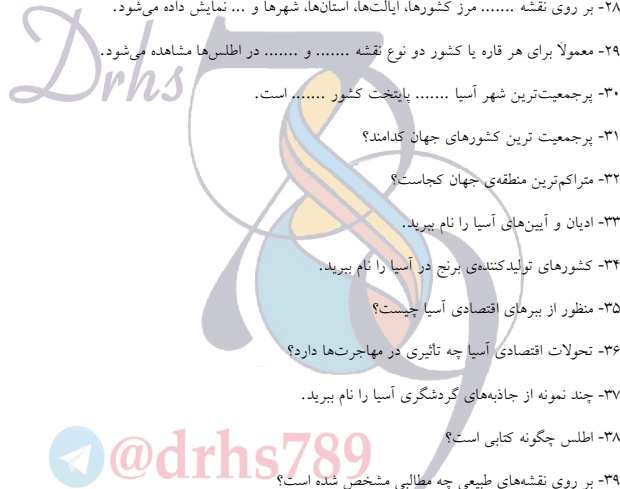 ۲۸- بر روی نقشه ....... مرز کشورها، ایالت‌ها، استان‌ها، شهرها و ... نمایش داده می‌شود.
۲۹- معمولاً برای هر قاره یا کشور دو نوع نقشه ....... و ....... در اطلس‌ها مشاهده می‌شود.
Drhs
۳۰- پرجمعیت‌ترین شهر آسیا ....... پایتخت کشور ....... است.
۳۱- پرجمعیت ترین کشورهای جهان کدامند؟
۳۲- متراکم‌ترین منطقه‌ی جهان کجاست؟
۳۳- ادیان و آیین‌های آسیا را نام ببرید.
۳۴- کشورهای تولیدکننده‌ی برنج در آسیا را نام ببرید.
۳۵- منظور از ببرهای اقتصادی آسیا چیست؟
۳۶- تحولات اقتصادی آسیا چه تاثیری در مهاجرت‌ها دارد؟
۳۷- چند نمونه از جاذبه‌های گردشگری آسیا را نام ببرید.
۳۸- اطلس چگونه کتابی است؟
@drhs789
۳۹- بر روی نقشه‌های طبیعی چه مطالبی مشخص شده است؟